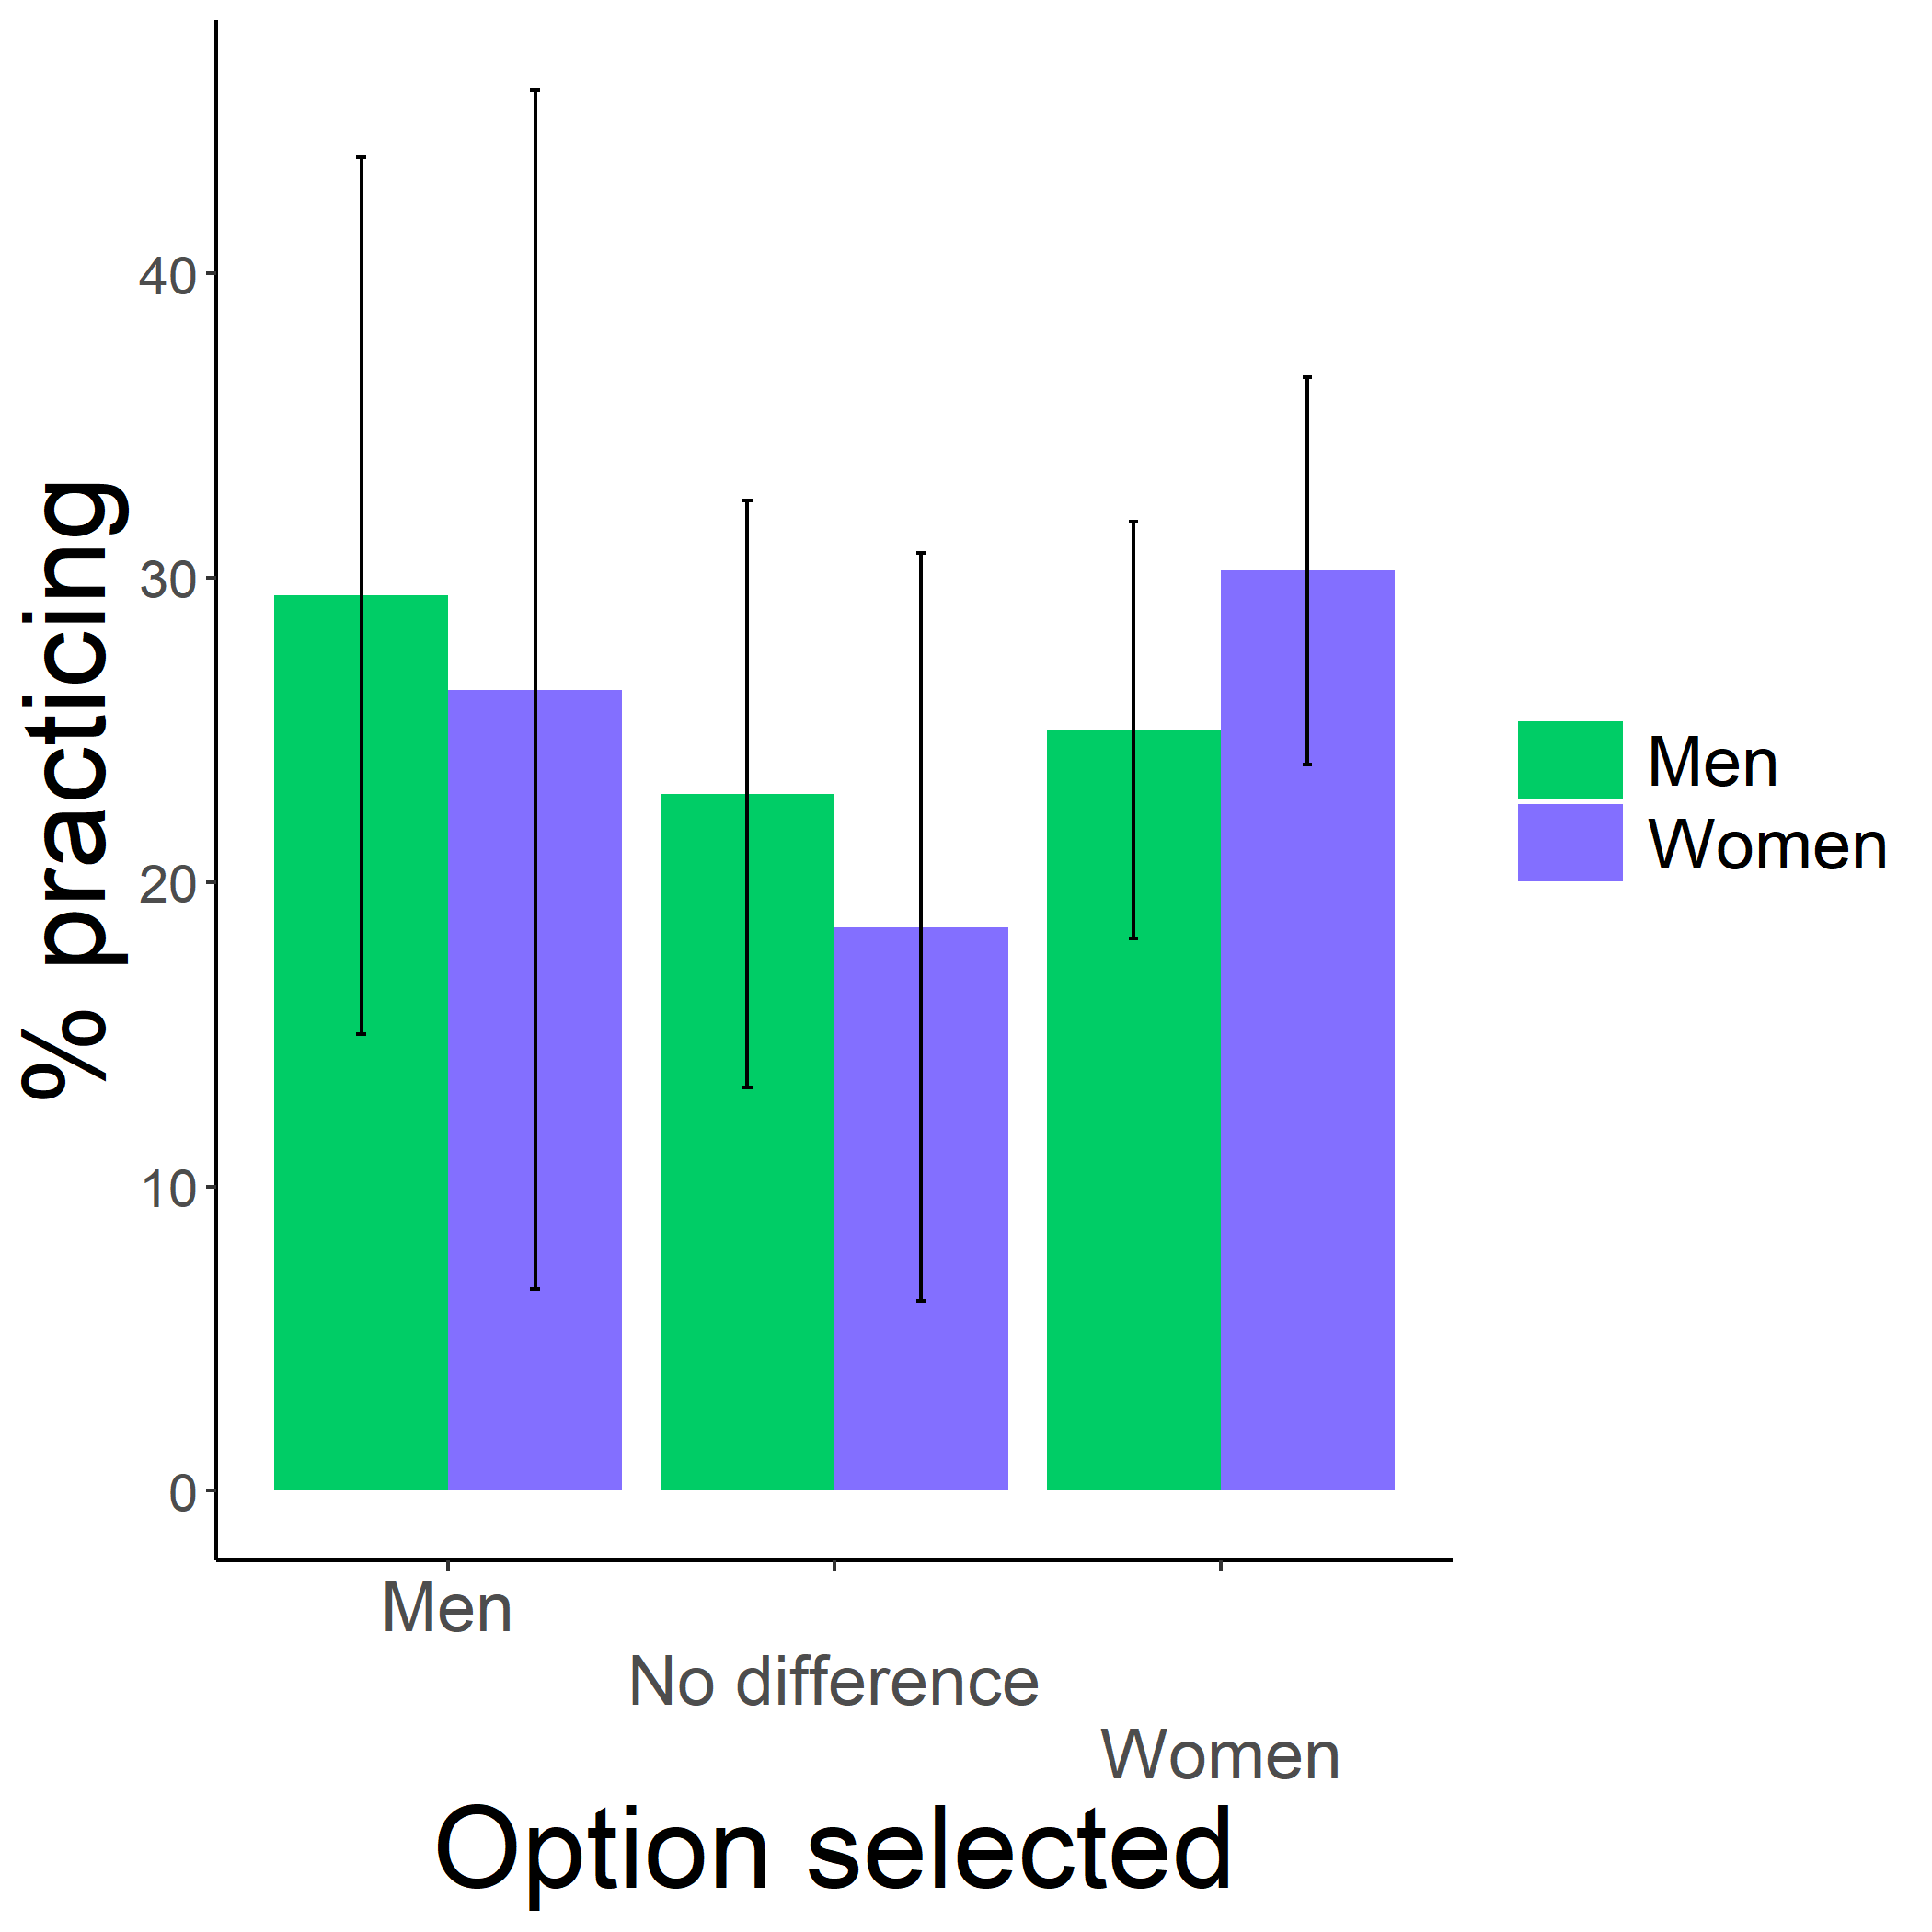 % practicing
40
30
20
10
0
Men
No difference
Women
Option selected
Men
Women